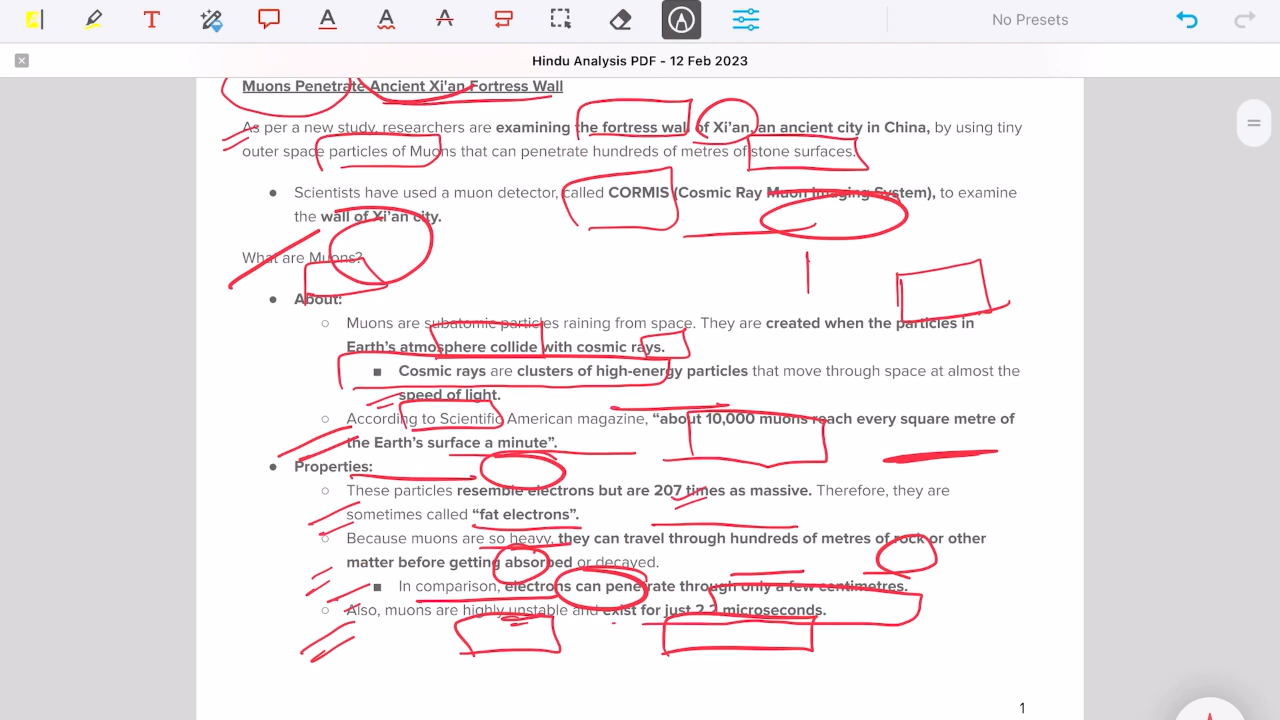 No Presets
Hindu Analysis PDF - 12 Feb 2023
Muons Penetrate Ancient Xi'an Fortress Wall
As per a new study, researchers are examining the fortress wall of Xi'an, an ancient city in China, by using tiny
outer space particles of Muons that can penetrate hundreds of metres of stone surfaces.
● Scientists have used a muon detector, called CORMIS (Cosmic Ray Muon Imaging System), to examine
the wall of Xi'an city.
What are Muons?
● About:
○ Muons are subatomic particles raining from space. They are created when the particles in
Earth's atmosphere collide with cosmic rays.
■ Cosmic rays are clusters of high-energy particles that move through space at almost the
speed of light.
○ According to Scientific American magazine, “about 10,000 muons reach every square metre of
the Earth's surface a minute”.
● Properties:
○ These particles resemble electrons but are 207 times as massive. Therefore, they are
sometimes called “fat electrons”.
○ Because muons are so heavy, they can travel through hundreds of metres of rock or other
matter before getting absorbed or decayed.
■ In comparison, electrons can penetrate through only a few centimetres.
○ Also, muons are highly unstable and exist for just 2.2 microseconds.
1